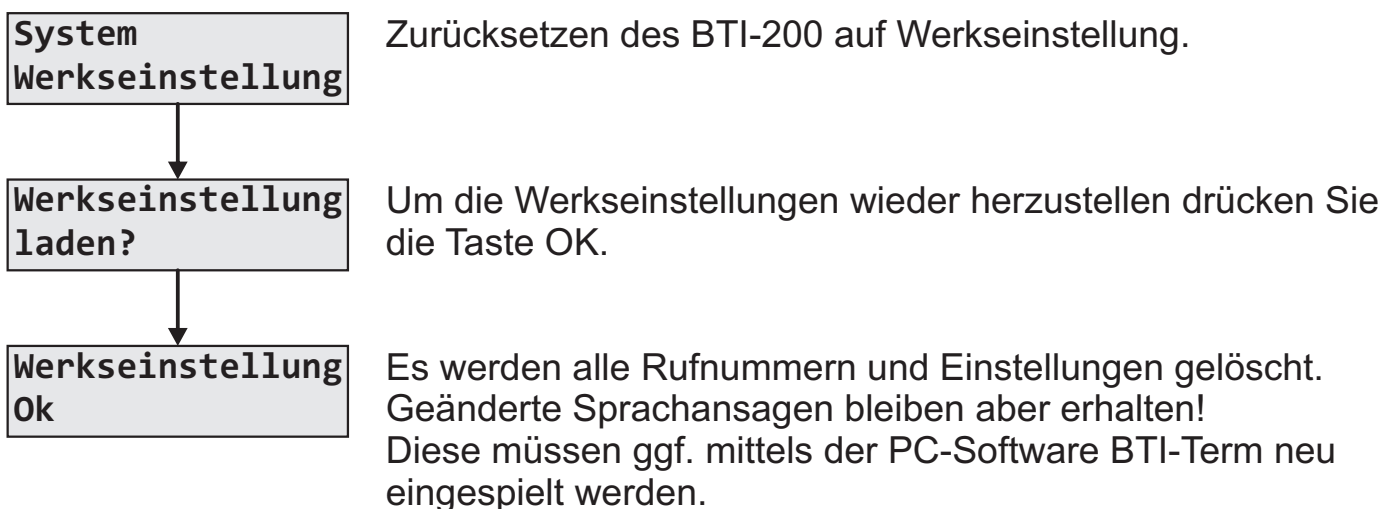 System
Werkseinstellung
Zurücksetzen des BTI-200 auf Werkseinstellung.
Werkseinstellung
laden?
Um die Werkseinstellungen wieder herzustellen drücken Sie
die Taste OK.
Werkseinstellung
Ok
Es werden alle Rufnummern und Einstellungen gelöscht.
Geänderte Sprachansagen bleiben aber erhalten!
Diese müssen ggf. mittels der PC-Software BTI-Term neu
eingespielt werden.